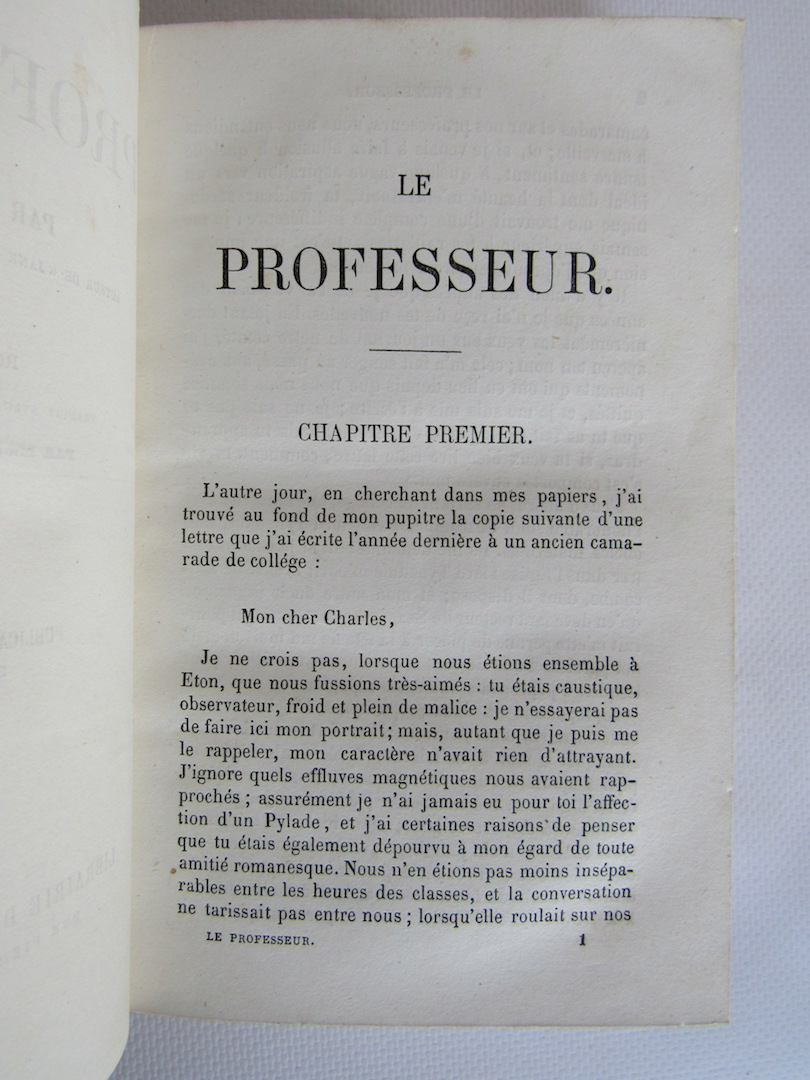 LE
PROFESSEUR.
CHAPITRE PREMIER.
L'autre jour, en cherchant dans mes papiers, j'ai
trouvé au fond de mon pupitre la copie suivante d'une
lettre que j'ai écrite l'année dernière à un ancien cama-
rade de collége :
Mon cher Charles,
Je ne crois pas, lorsque nous étions ensemble à
Eton, que nous fussions très-aimés : tu étais caustique,
observateur, froid et plein de malice : je n'essayerai pas
de faire ici mon portrait; mais, autant que je puis me
le rappeler, mon caractère n'avait rien d'attrayant.
J'ignore quels effluves magnétiques nous avaient rap-
prochés ; assurément je n'ai jamais eu pour toi l'affec-
tion d'un Pylade, et j'ai certaines raisons de penser
que tu étais également dépourvu à mon égard de toute
amitié romanesque. Nous n'en étions pas moins insépa-
rables entre les heures des classes, et la conversation
ne tarissait pas entre nous ; lorsqu'elle roulait sur nos
LE PROFESSEUR. 1